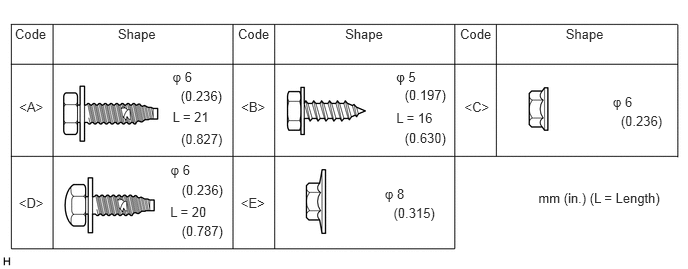 Code Shape Code Shape Code Shape
<A> φ 6 (0.236) L = 21 (0.827) <B> φ 5 (0.197) L = 16 (0.630) <C> φ 6 (0.236)
<D> φ 6 (0.236) L = 20 (0.787) <E> φ 8 (0.315) mm (in.) (L = Length)
H